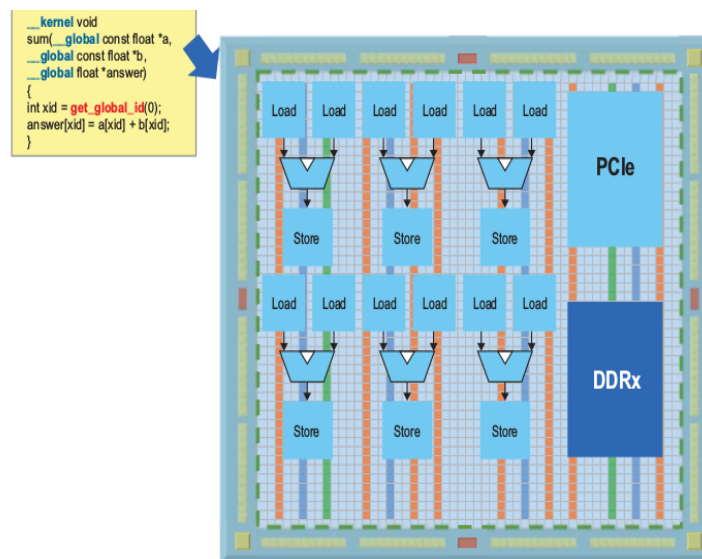 __kernel void
sum(__global const float *a,
__global const float *b,
__global float *answer)
{
int xid = get_global_id(0);
answer[xid] = a[xid] + b[xid];
}
Load Load Load Load Load Load
PCIe
Store Store Store
Load Load Load Load Load Load
DDRx
Store Store Store